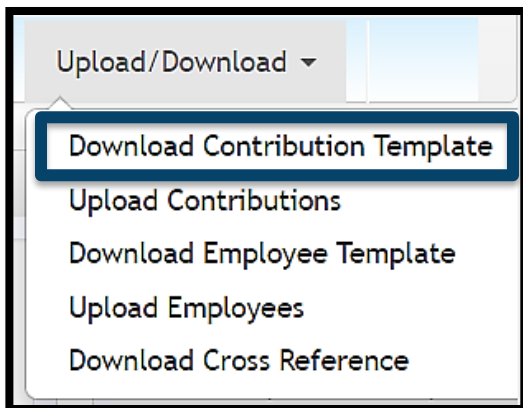 Upload/Download
Download Contribution Template
Upload Contributions
Download Employee Template
Upload Employees
Download Cross Reference